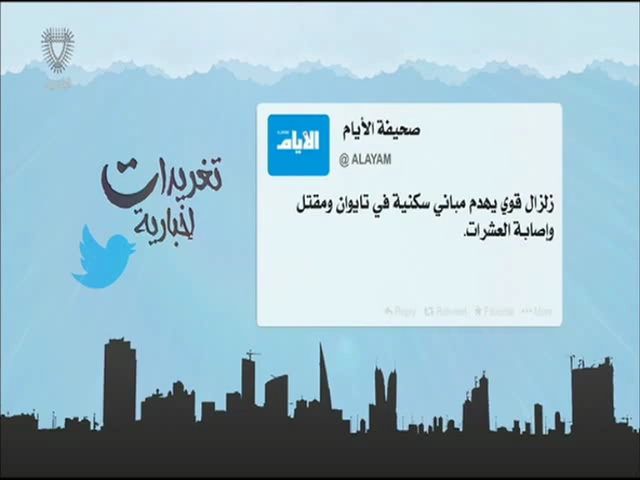 صحيفة الأيام
@ ALAYAM
الأيام
تغريدات
إخبارية
زلزال قوي يهدم مباني سكنية في تايوان ومقتل
وإصابة العشرات.
Reply Retweet Favorite ••• More